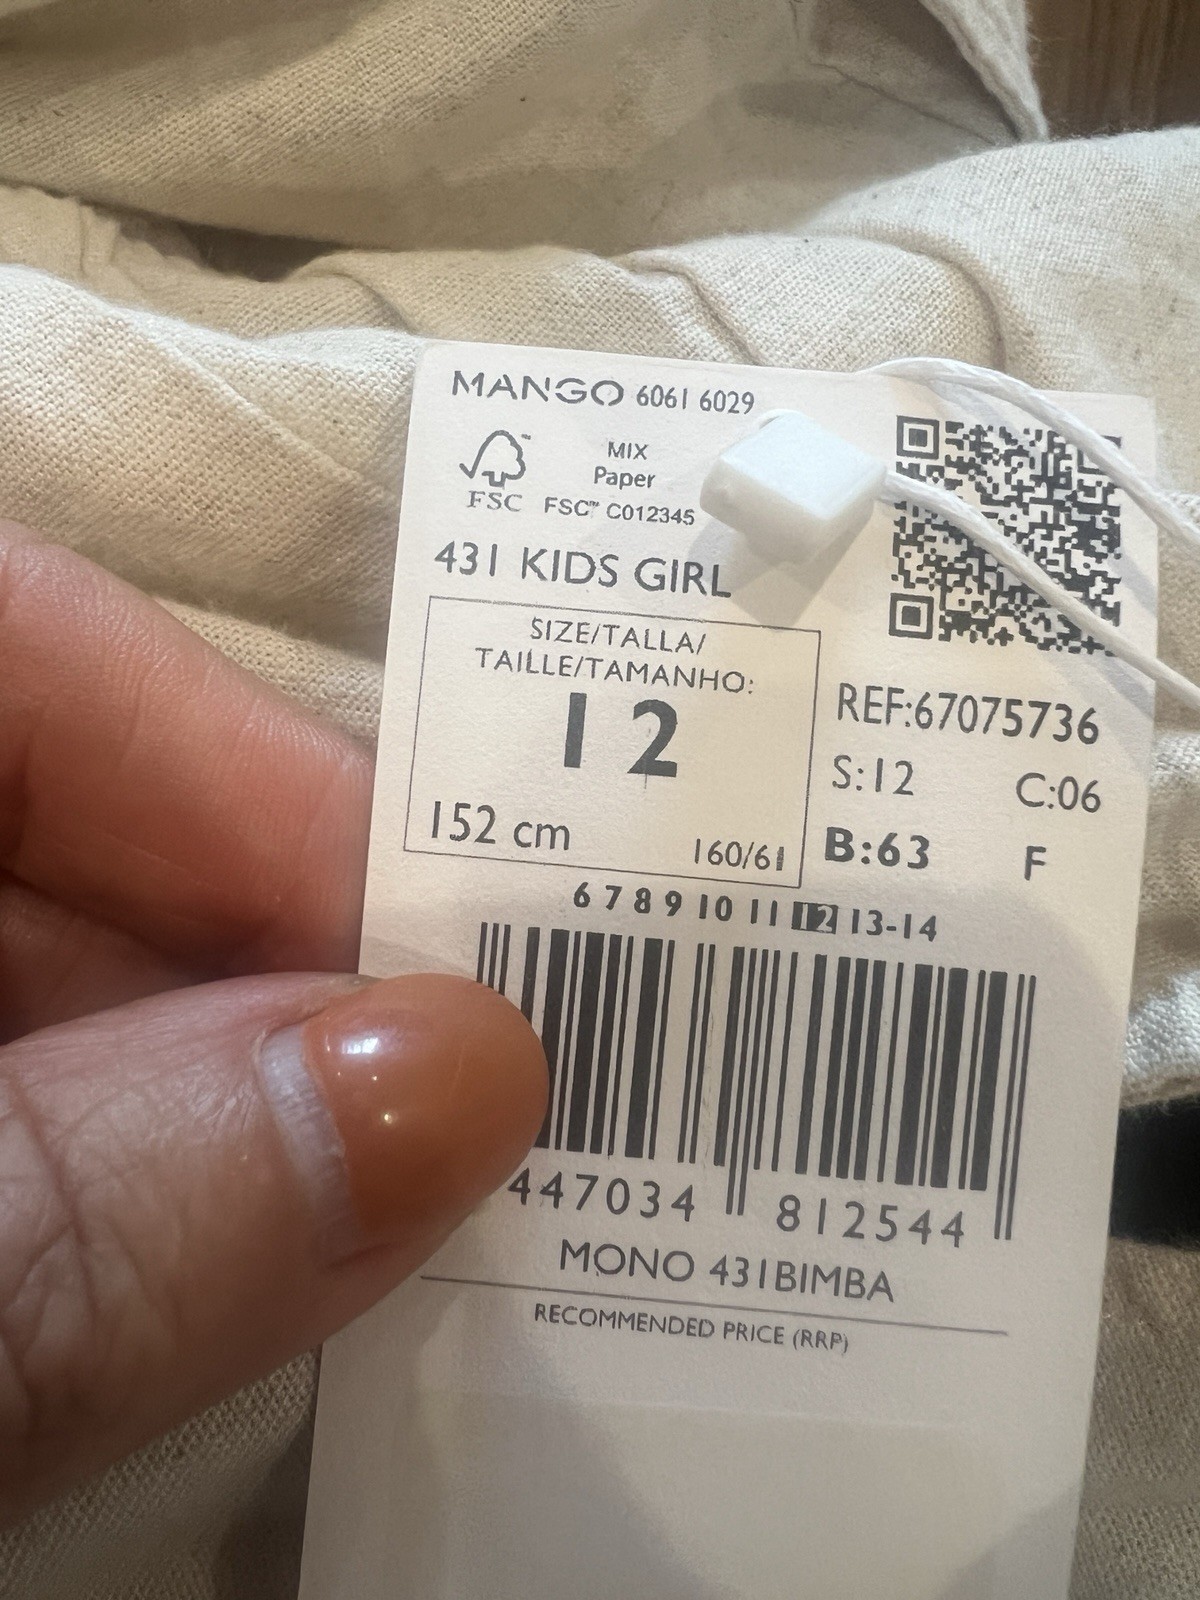 MANGO 6061 6029
MIX
Paper
FSC FSC™ C012345
431 KIDS GIRL
SIZE/TALLA/
TAILLE/TAMANHO:
12
152 cm
160/61
REF:67075736
S:12 C:06
B:63 F
6 7 8 9 10 11 12 13-14
447034 812544
MONO 431BIMBA
RECOMMENDED PRICE (RRP)